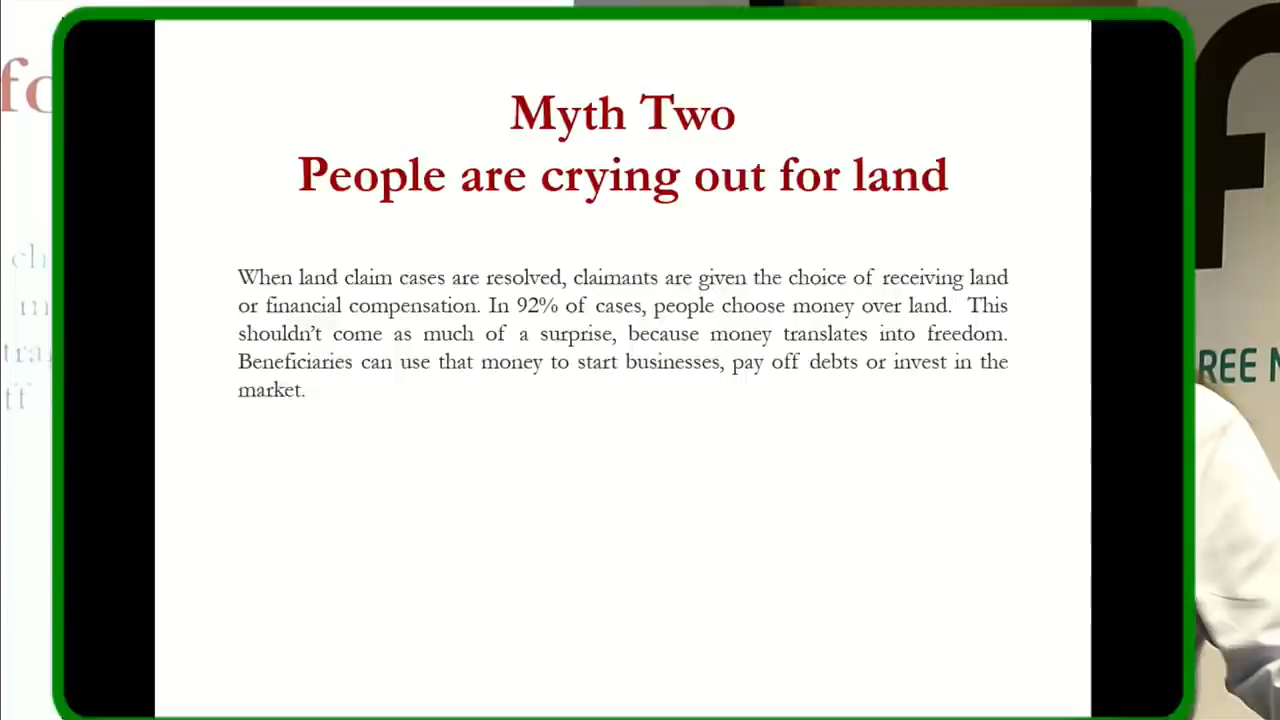 Myth Two
People are crying out for land
When land claim cases are resolved, claimants are given the choice of receiving land
or financial compensation. In 92% of cases, people choose money over land. This
shouldn't come as much of a surprise, because money translates into freedom.
Beneficiaries can use that money to start businesses, pay off debts or invest in the
market.
REE